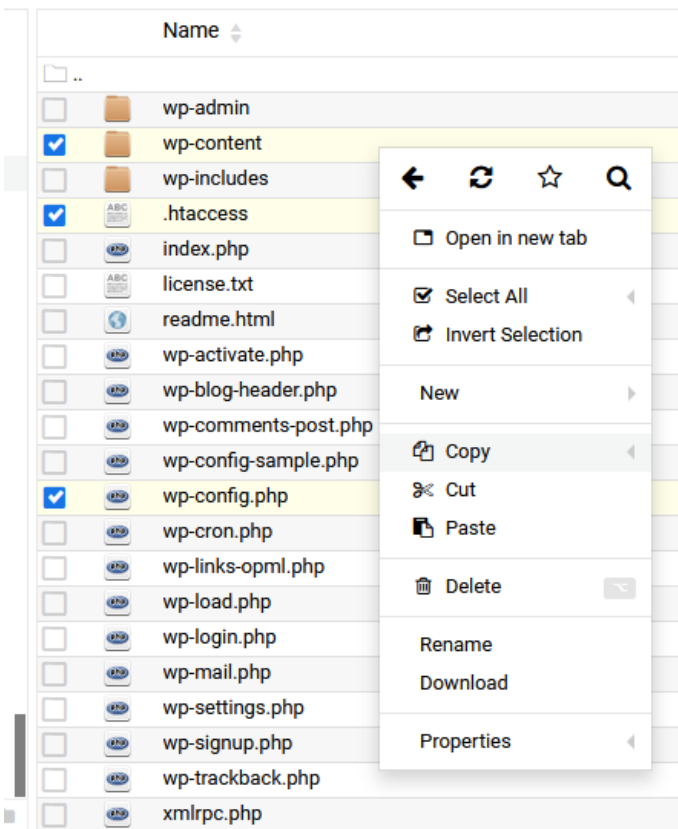 Name
..
wp-admin
wp-content
wp-includes
.htaccess
index.php
license.txt
readme.html
wp-activate.php
wp-blog-header.php
wp-comments-post.php
wp-config-sample.php
wp-config.php
wp-cron.php
wp-links-opml.php
wp-load.php
wp-login.php
wp-mail.php
wp-settings.php
wp-signup.php
wp-trackback.php
xmlrpc.php
Open in new tab
Select All
Invert Selection
New
Copy
Cut
Paste
Delete
Rename
Download
Properties